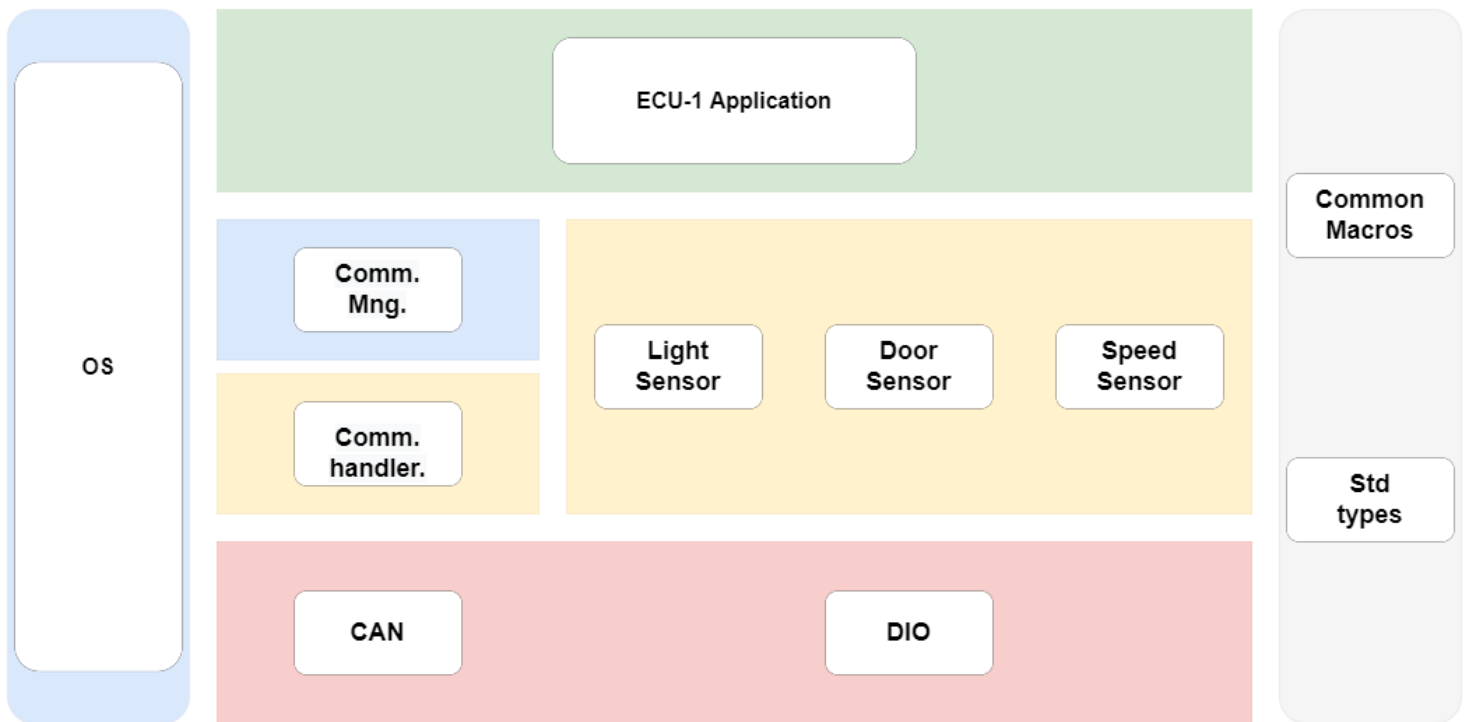 OS
ECU-1 Application
Comm.
Mng.
Comm.
handler.
Light
Sensor
Door
Sensor
Speed
Sensor
CAN
DIO
Common
Macros
Std
types